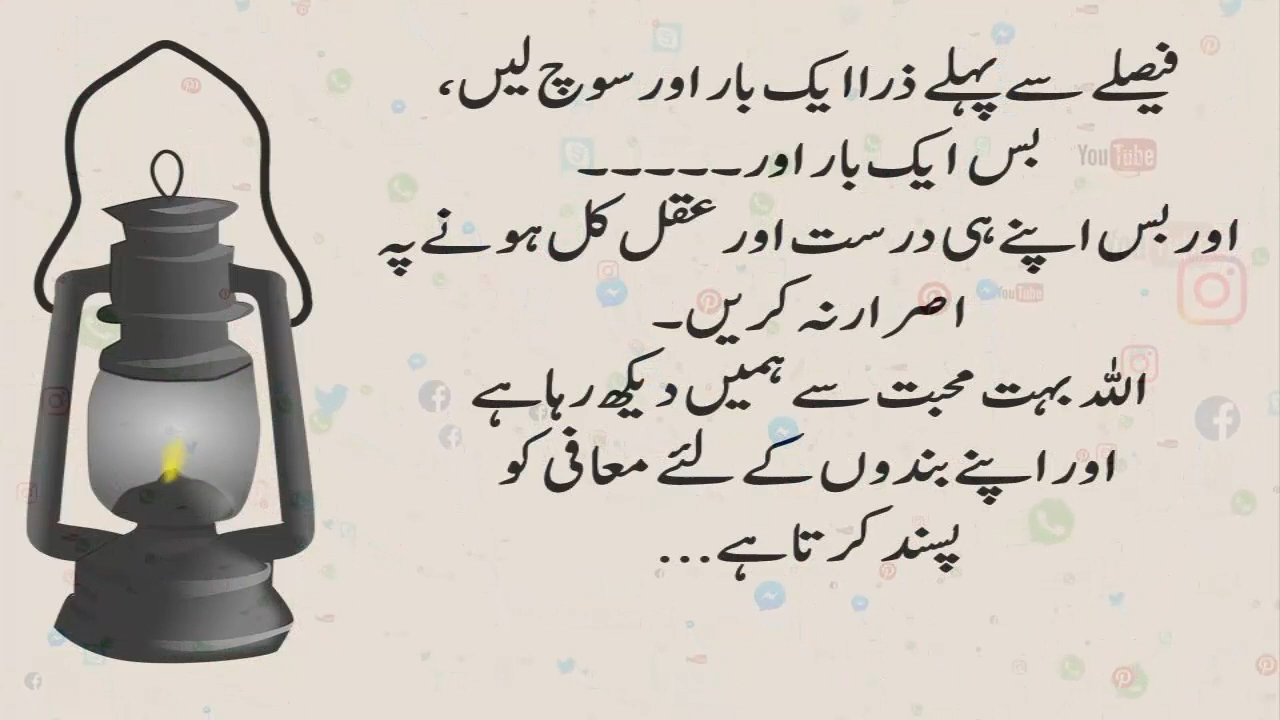 فیصلے سے پہلے ذرا ایک بار اور سوچ لیں،
بس ایک بار اور۔۔۔۔۔
اور بس اپنے ہی درست اور عقل کل ہونے پہ
اصرار نہ کریں۔
اللہ بہت محبت سے ہمیں دیکھ رہا ہے
اور اپنے بندوں کے لئے معافی کو
پسند کرتا ہے...
YouTube
YouTube